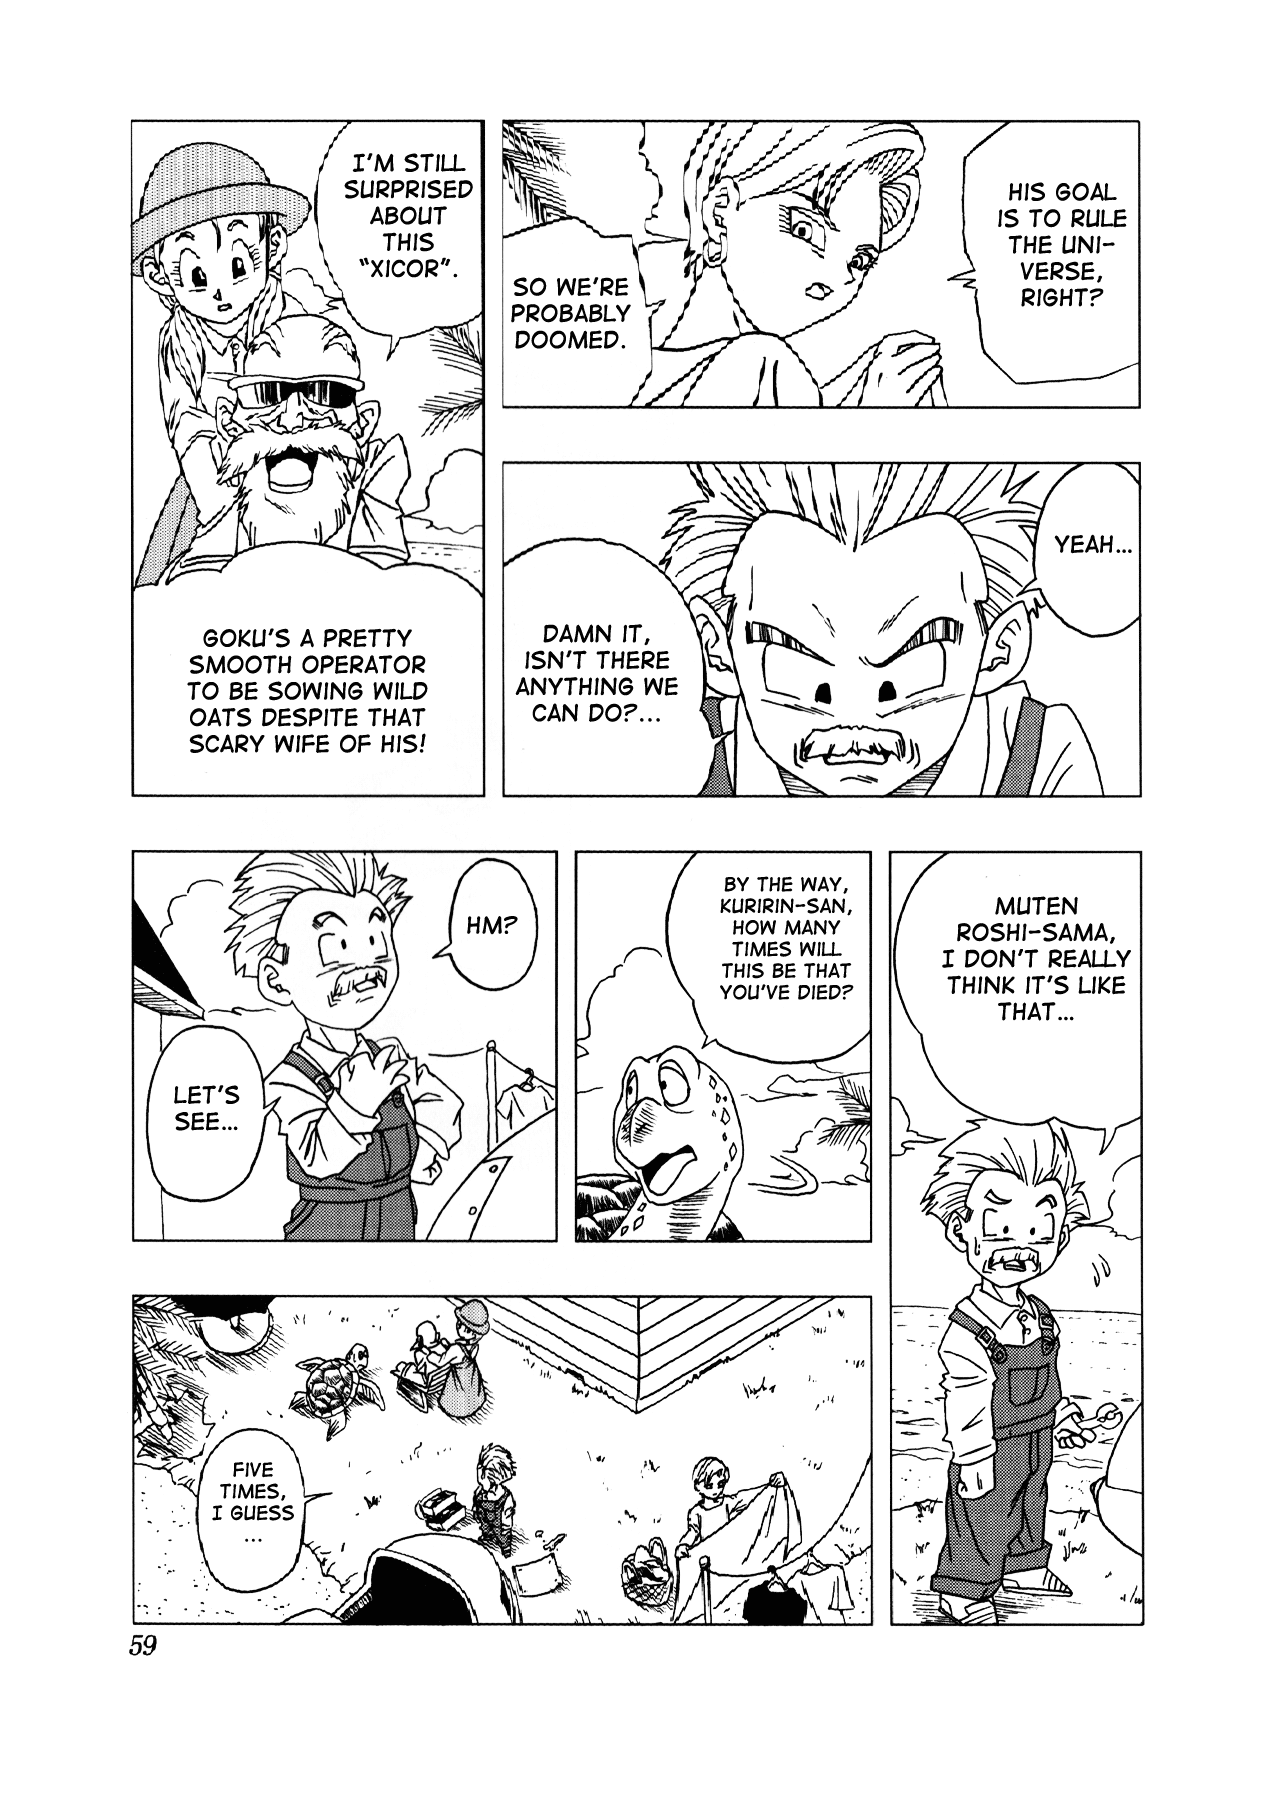 HIS GOAL
IS TO RULE
THE UNI-
VERSE,
RIGHT?
SO WE'RE
PROBABLY
DOOMED.
YEAH...
DAMN IT,
ISN'T THERE
ANYTHING WE
CAN DO?...
I'M STILL
SURPRISED
ABOUT
THIS
"XICOR".
GOKU'S A PRETTY
SMOOTH OPERATOR
TO BE SOWING WILD
OATS DESPITE THAT
SCARY WIFE OF HIS!
MUTEN
ROSHI-SAMA,
I DON'T REALLY
THINK IT'S LIKE
THAT...
BY THE WAY,
KURIRIN-SAN,
HOW MANY
TIMES WILL
THIS BE THAT
YOU'VE DIED?
HM?
LET'S
SEE...
FIVE
TIMES,
I GUESS
...
59